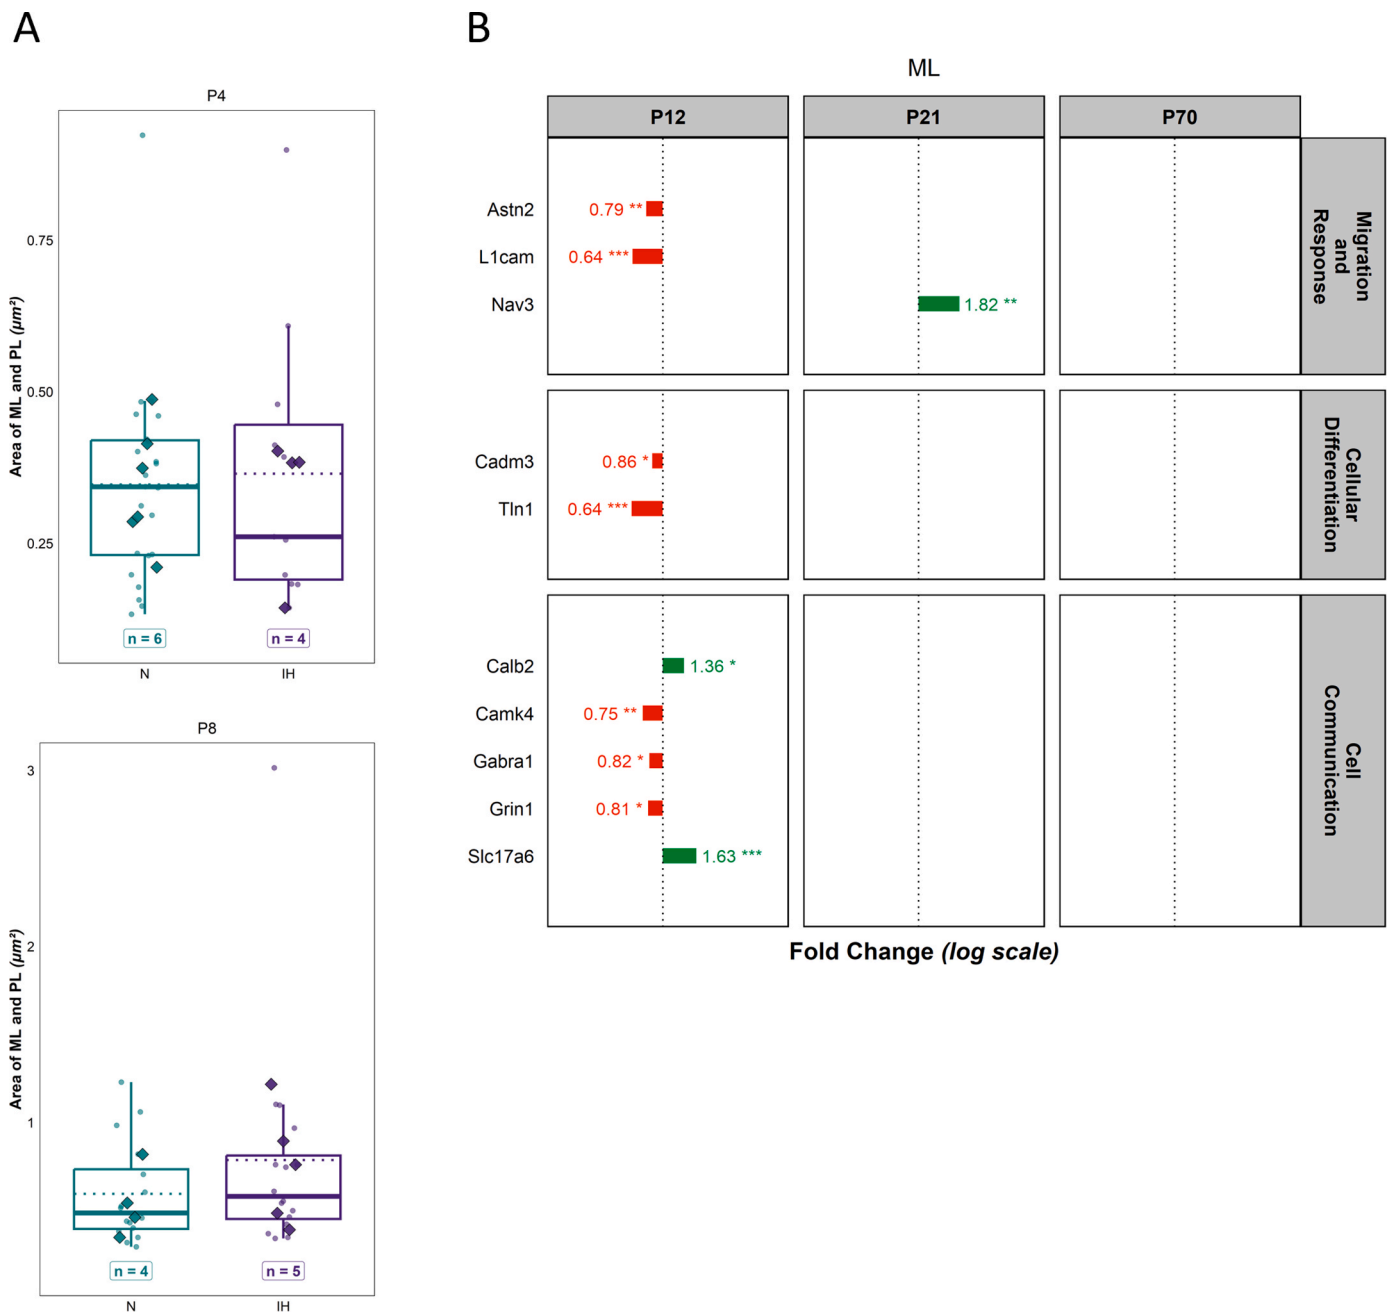 A
P4
Area of ML and PL (µm²)
0.75
0.50
0.25
n = 6
n = 4
N
IH
P8
Area of ML and PL (µm²)
3
2
1
n = 4
n = 5
N
IH
B
ML
P12
P21
P70
Astn2
0.79 **
L1cam
0.64 ***
Nav3
1.82 **
Migration
and
Response
Cadm3
0.86 *
Tln1
0.64 ***
Cellular
Differentiation
Calb2
1.36 *
Camk4
0.75 **
Gabra1
0.82 *
Grin1
0.81 *
Slc17a6
1.63 ***
Cell
Communication
Fold Change (log scale)